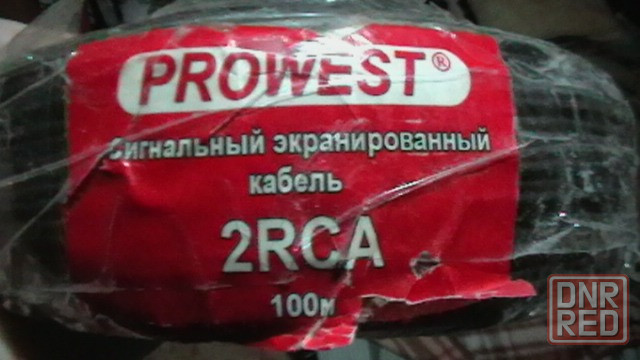 PROWEST®
Сигнальный экранированный
кабель
2RCA
100м
DNR
RED